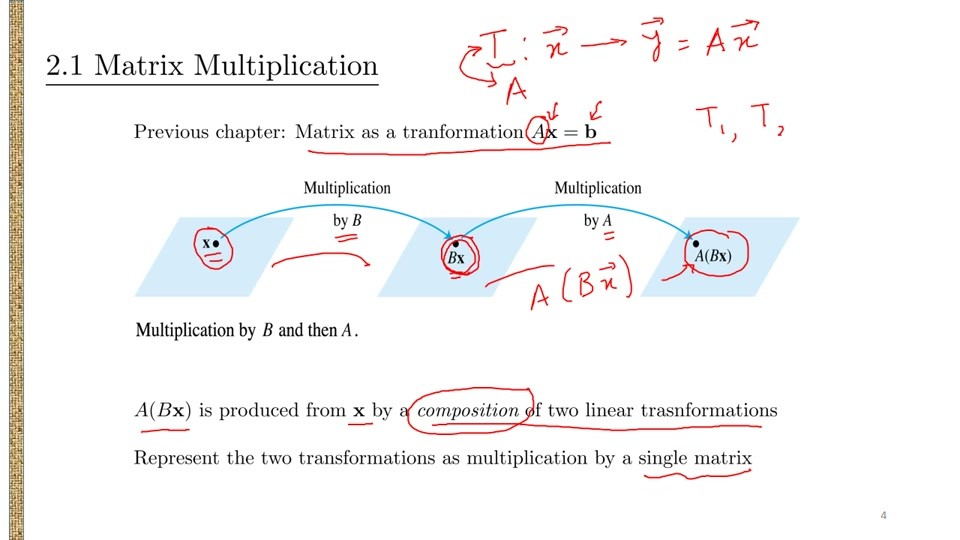 T : x⃗ → y⃗ = A x⃗
2.1 Matrix Multiplication
A
Previous chapter: Matrix as a tranformation Ax = b
T₁, T₂
Multiplication
Multiplication
by B
by A
x
Bx
A(Bx)
A (B x⃗)
Multiplication by B and then A.
A(Bx) is produced from x by a composition of two linear trasnformations
Represent the two transformations as multiplication by a single matrix
4